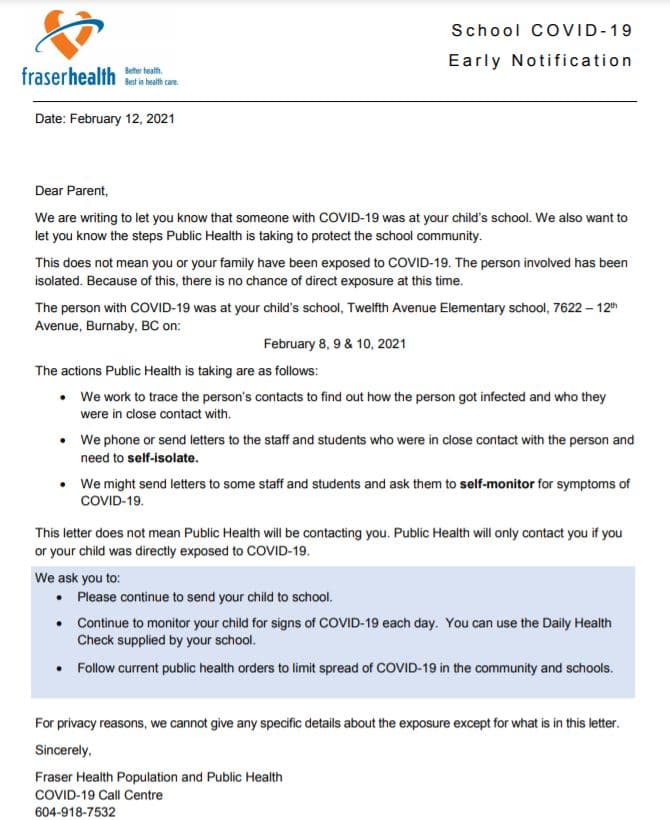 School COVID-19
Early Notification
fraserhealth
Better health.
Best in health care.
Date: February 12, 2021
Dear Parent,
We are writing to let you know that someone with COVID-19 was at your child's school. We also want to
let you know the steps Public Health is taking to protect the school community.
This does not mean you or your family have been exposed to COVID-19. The person involved has been
isolated. Because of this, there is no chance of direct exposure at this time.
The person with COVID-19 was at your child's school, Twelfth Avenue Elementary school, 7622 – 12th
Avenue, Burnaby, BC on:
February 8, 9 & 10, 2021
The actions Public Health is taking are as follows:
• We work to trace the person's contacts to find out how the person got infected and who they
were in close contact with.
• We phone or send letters to the staff and students who were in close contact with the person and
need to self-isolate.
• We might send letters to some staff and students and ask them to self-monitor for symptoms of
COVID-19.
This letter does not mean Public Health will be contacting you. Public Health will only contact you if you
or your child was directly exposed to COVID-19.
We ask you to:
• Please continue to send your child to school.
• Continue to monitor your child for signs of COVID-19 each day. You can use the Daily Health
Check supplied by your school.
• Follow current public health orders to limit spread of COVID-19 in the community and schools.
For privacy reasons, we cannot give any specific details about the exposure except for what is in this letter.
Sincerely,
Fraser Health Population and Public Health
COVID-19 Call Centre
604-918-7532